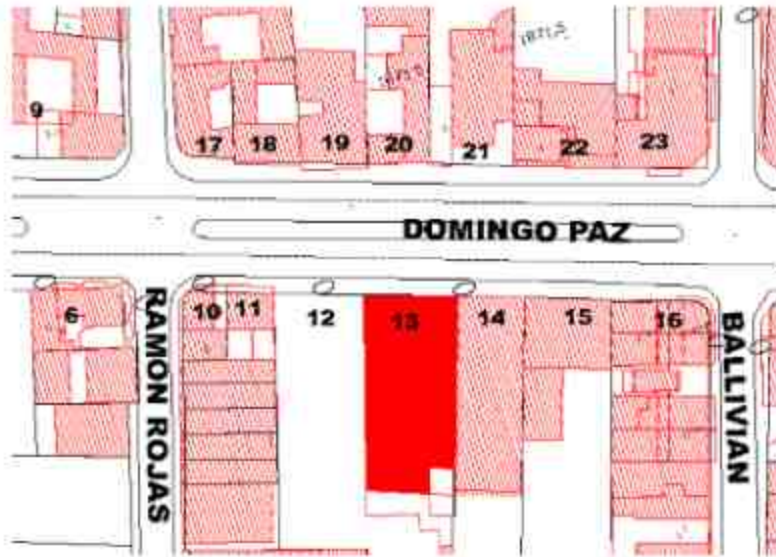 9
17 18 19 20 21 22 23
DOMINGO PAZ
6
10 11 12 13 14 15 16
RAMON ROJAS
BALLIVIAN